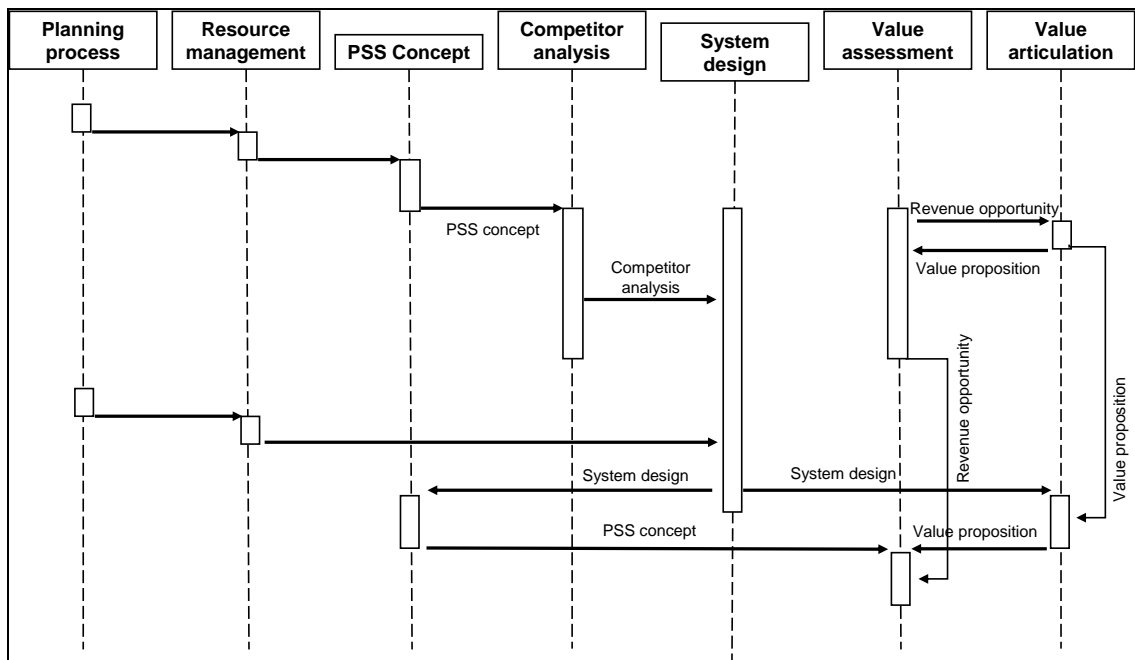 Planning
process
Resource
management
PSS Concept
Competitor
analysis
System
design
Value
assessment
Value
articulation
Revenue opportunity
PSS concept
Value proposition
Competitor
analysis
Revenue opportunity
Value proposition
System design
System design
PSS concept
Value proposition